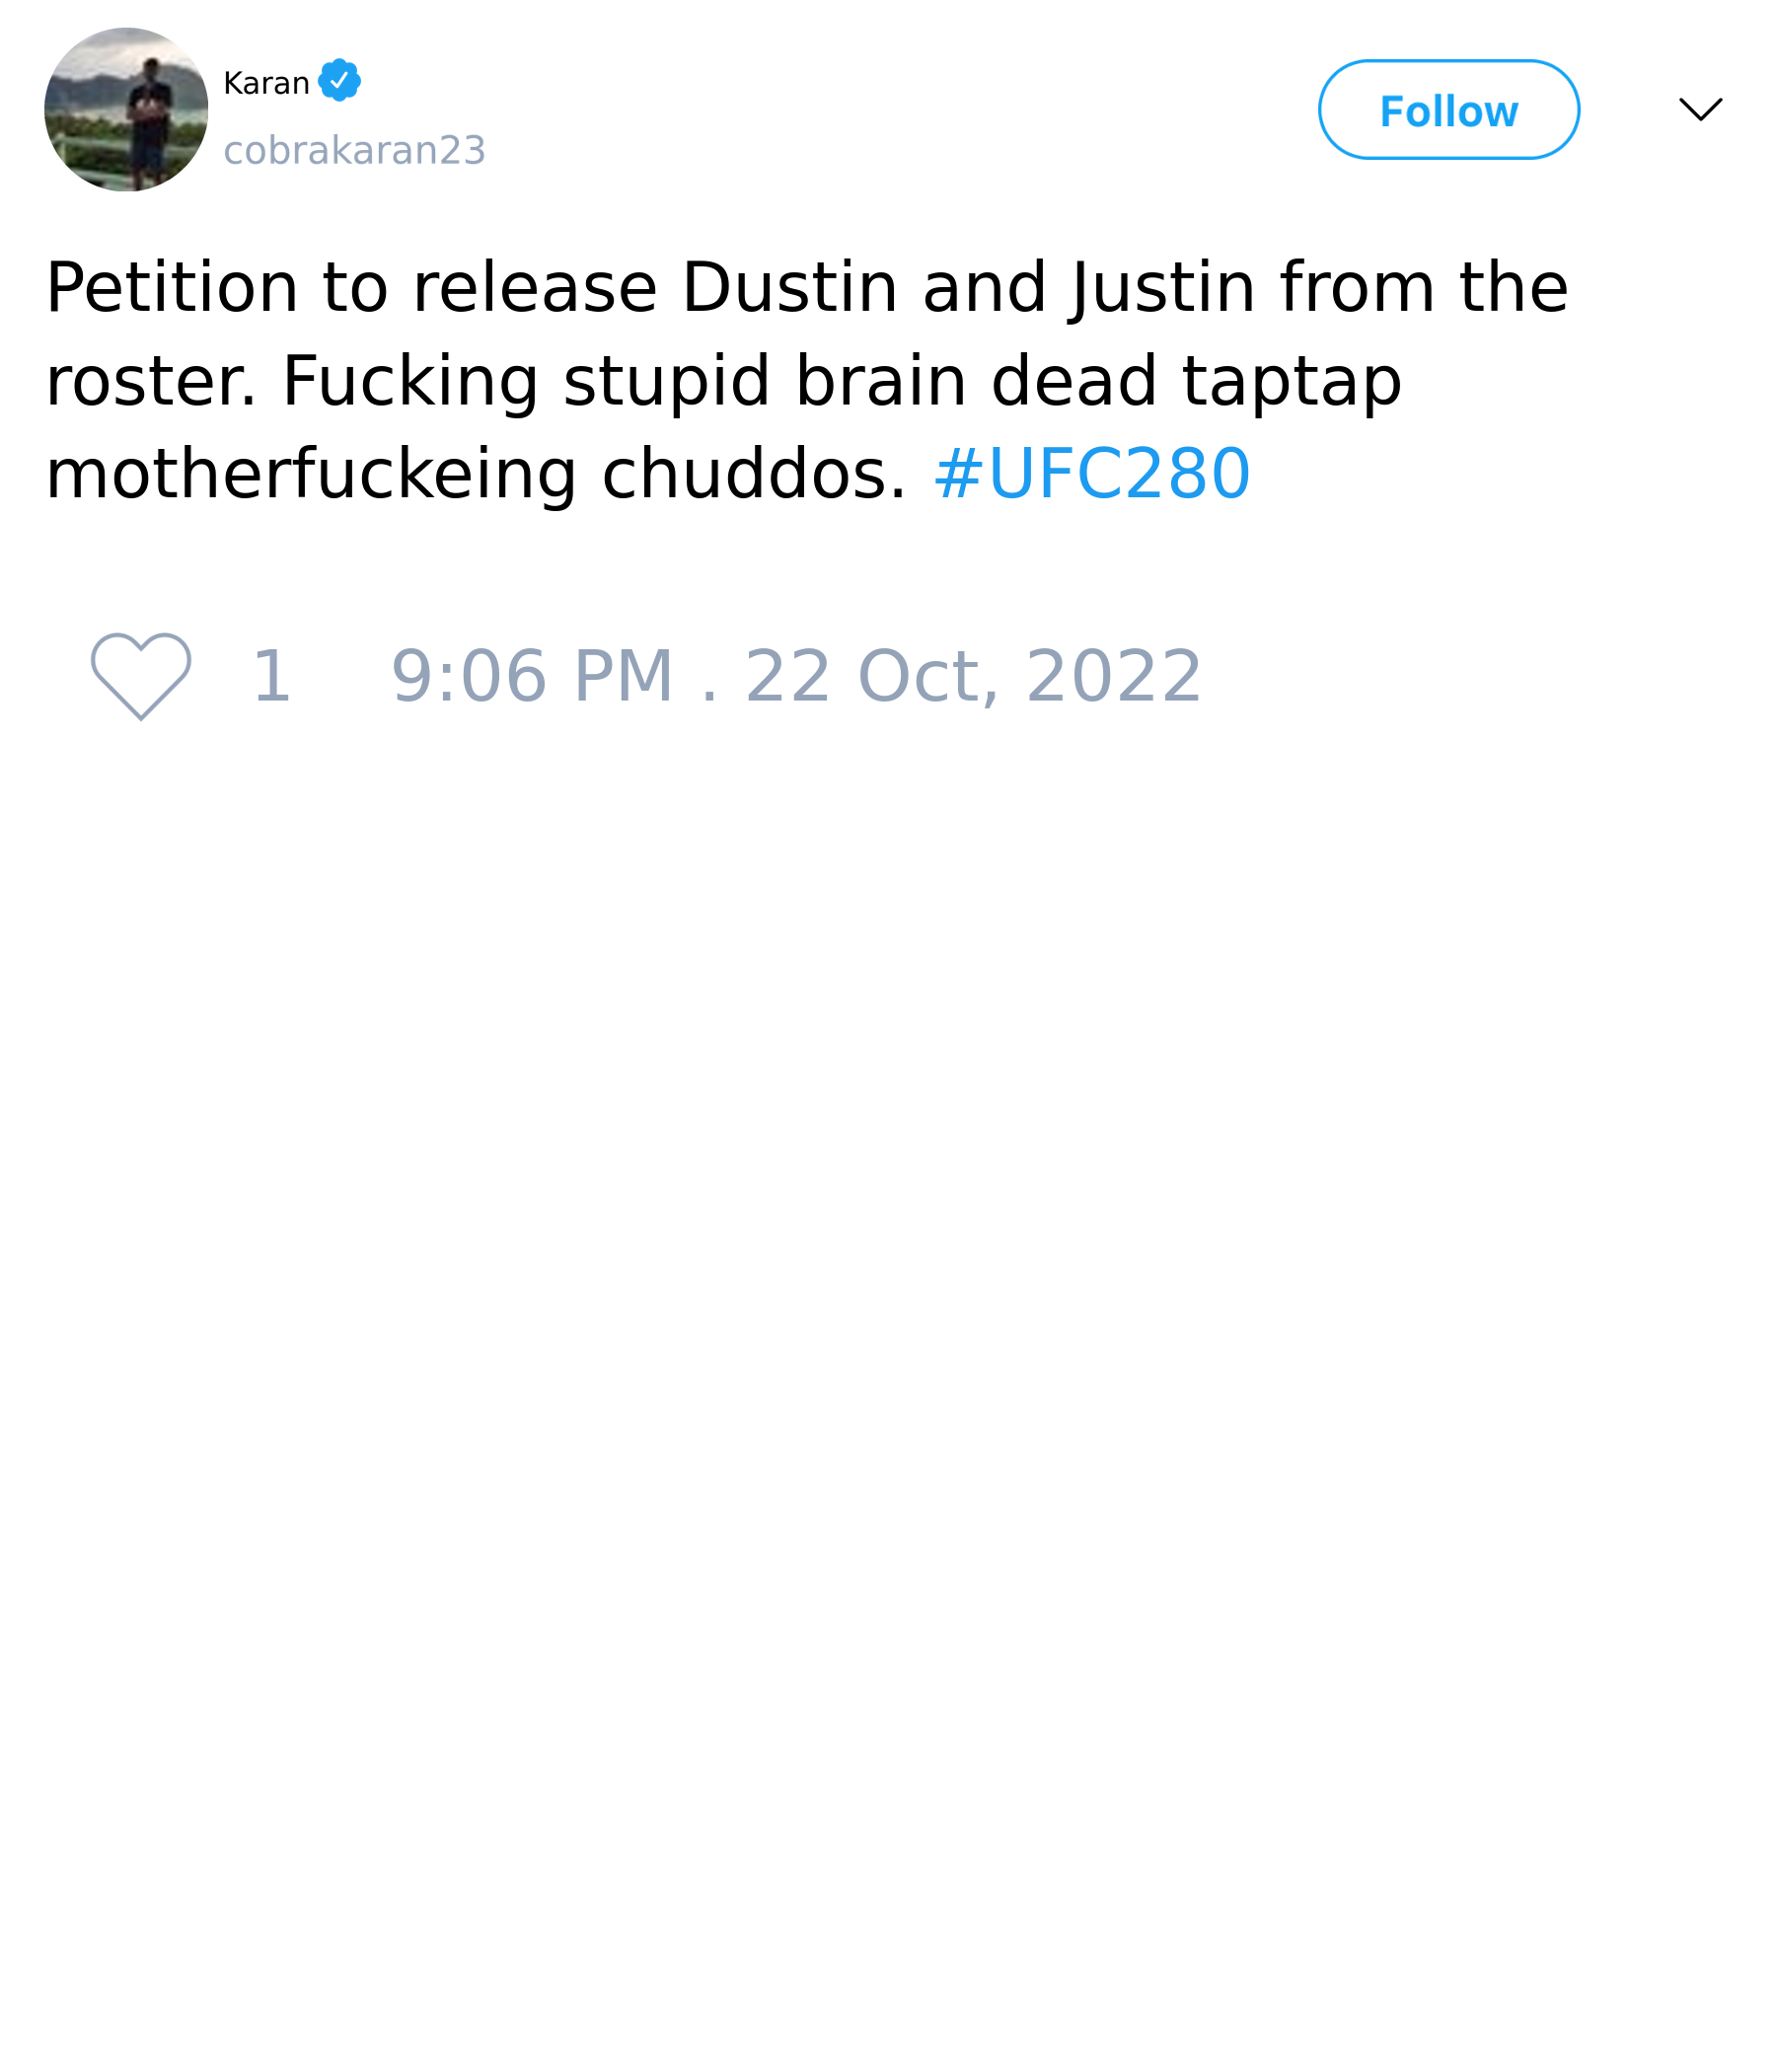 Karan
cobrakaran23
Follow
Petition to release Dustin and Justin from the
roster. Fucking stupid brain dead taptap
motherfuckeing chuddos. #UFC280
1 9:06 PM . 22 Oct, 2022